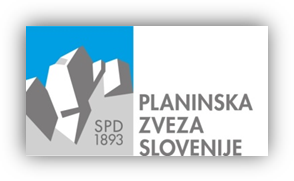 SPD
1893
PLANINSKA
ZVEZA
SLOVENIJE